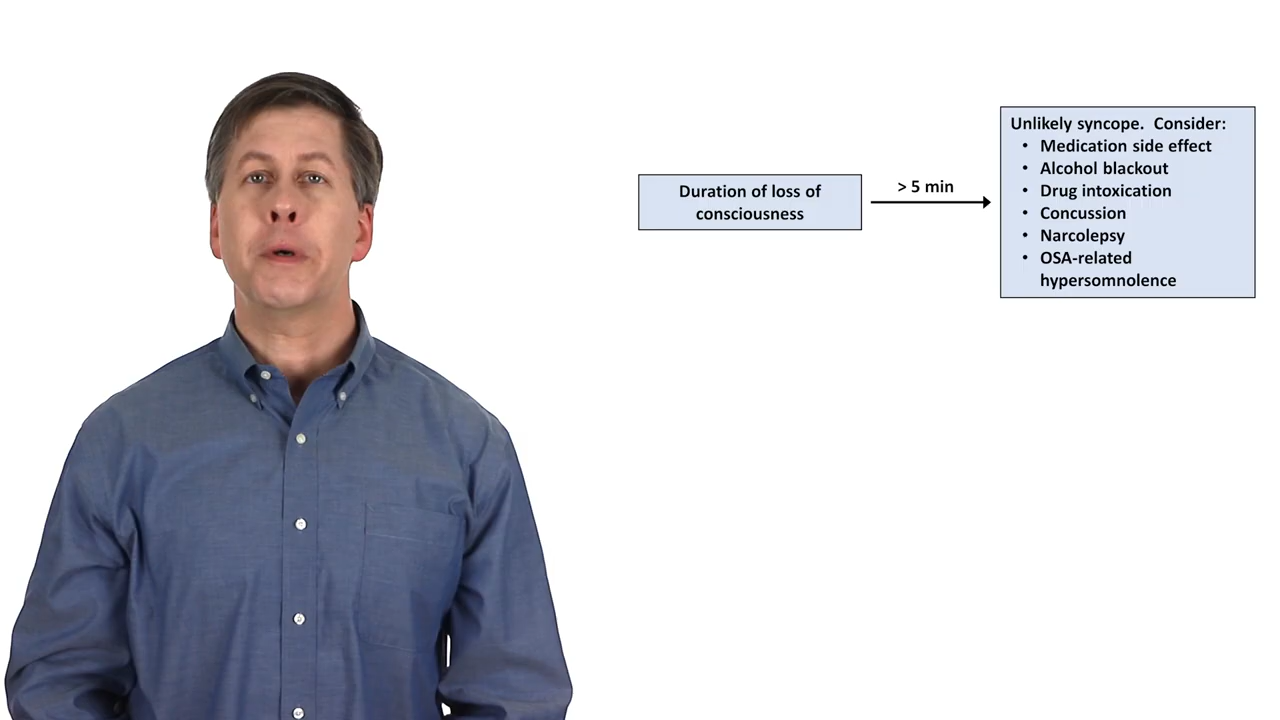 Duration of loss of
consciousness
> 5 min
Unlikely syncope.  Consider:
• Medication side effect
• Alcohol blackout
• Drug intoxication
• Concussion
• Narcolepsy
• OSA-related
hypersomnolence